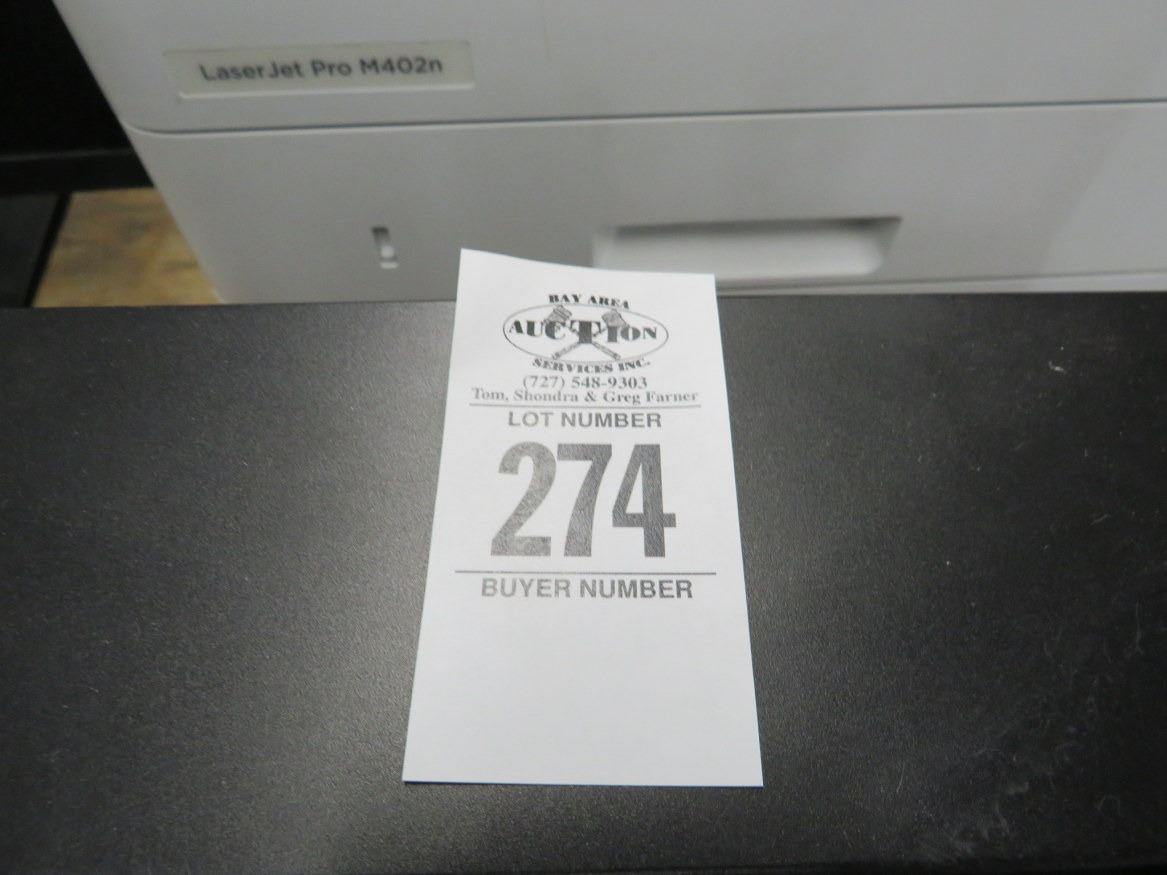 LaserJet Pro M402n
BAY AREA
AUCTION
SERVICES INC.
(727) 548-9303
Tom, Shondra & Greg Farner
LOT NUMBER
274
BUYER NUMBER